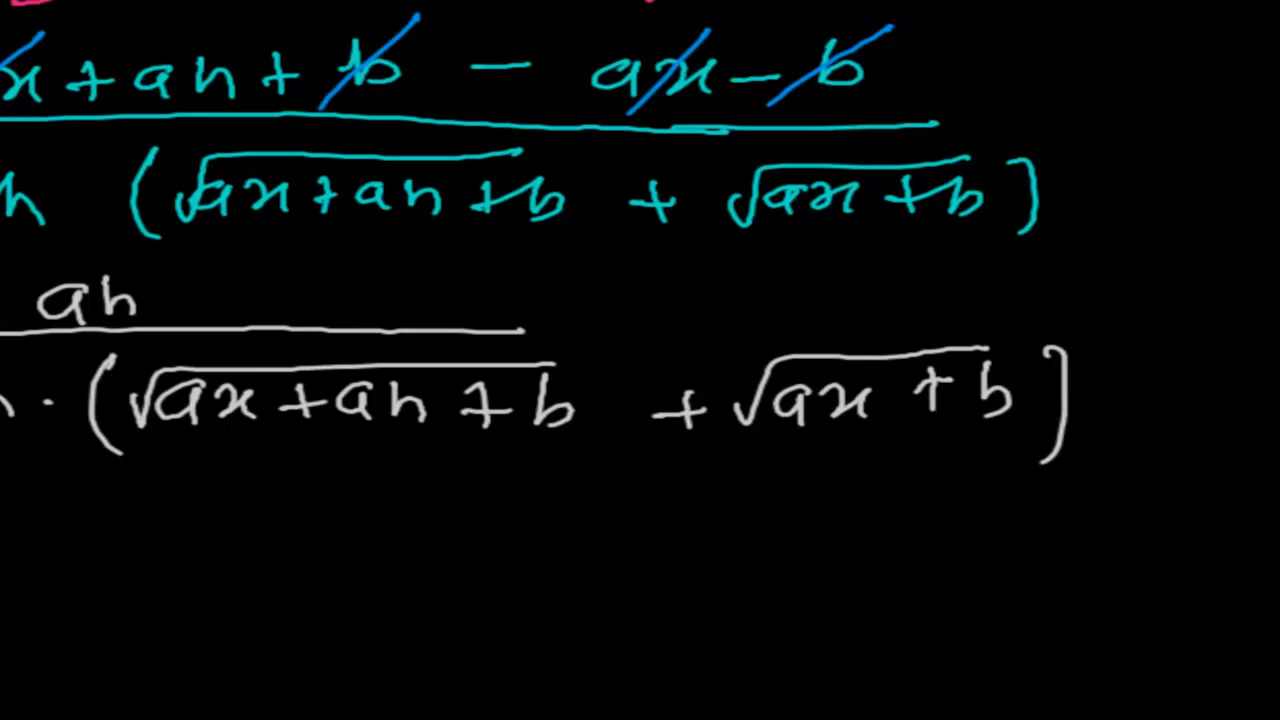 x + ah + b - ax - b
h (√ax+ah+b + √ax+b)
ah
h · (√ax+ah+b + √ax+b)